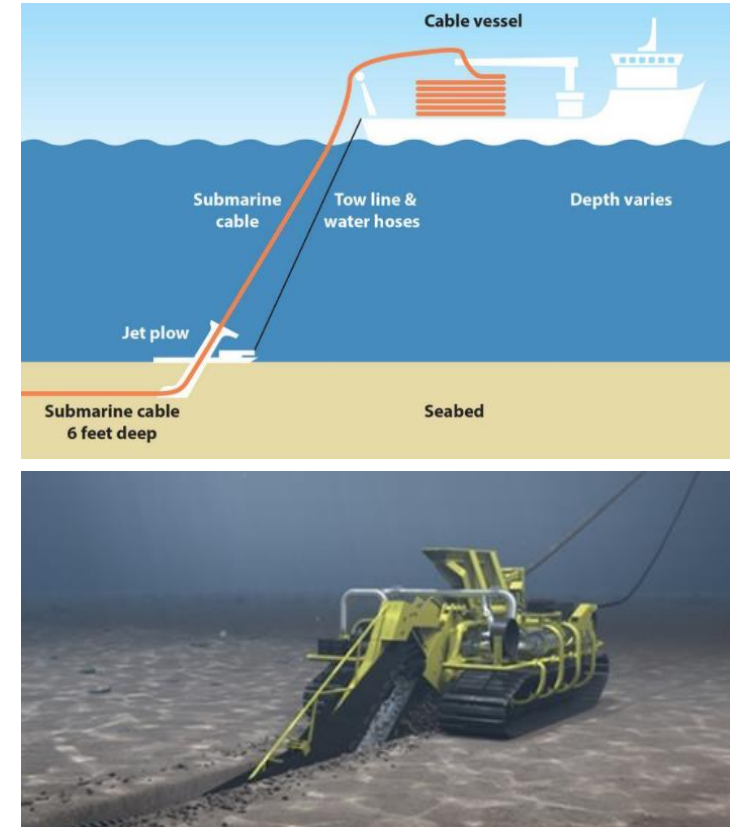 Cable vessel
Submarine
cable
Tow line &
water hoses
Depth varies
Jet plow
Submarine cable
6 feet deep
Seabed